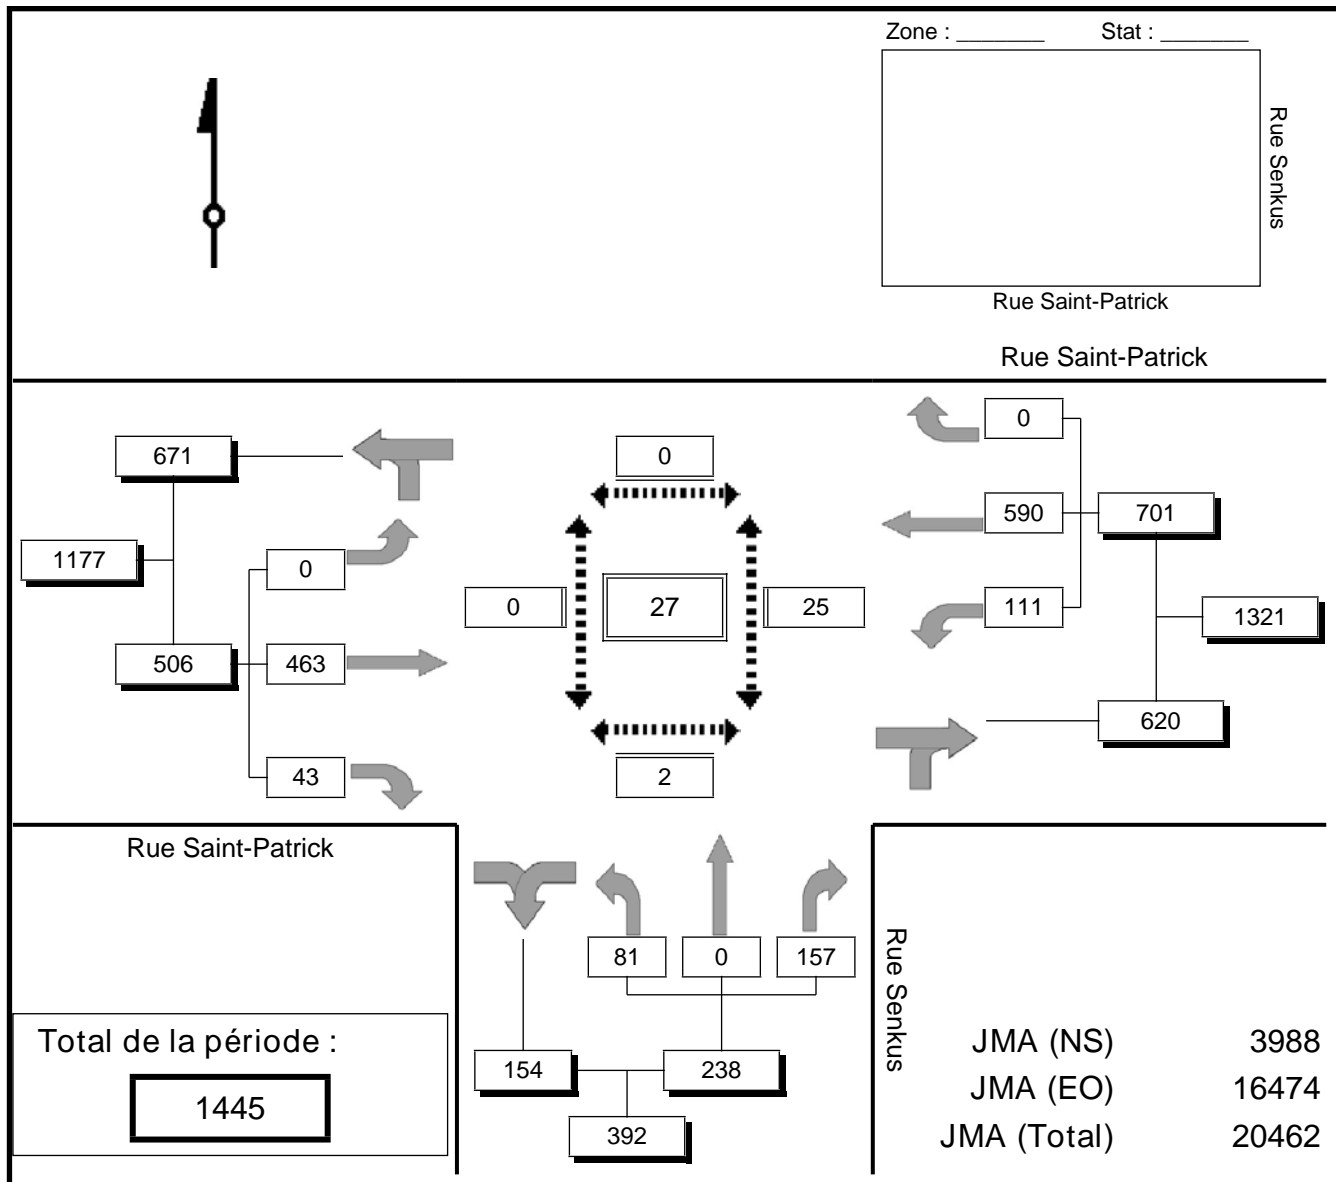 Zone : _______ Stat : _______
Rue Senkus
Rue Saint-Patrick
Rue Saint-Patrick
0
671
0
590
701
1177
0
0
27
25
111
1321
506
463
620
43
2
Rue Saint-Patrick
81
0
157
Rue Senkus
Total de la période :
1445
154
238
392
JMA (NS) 3988
JMA (EO) 16474
JMA (Total) 20462